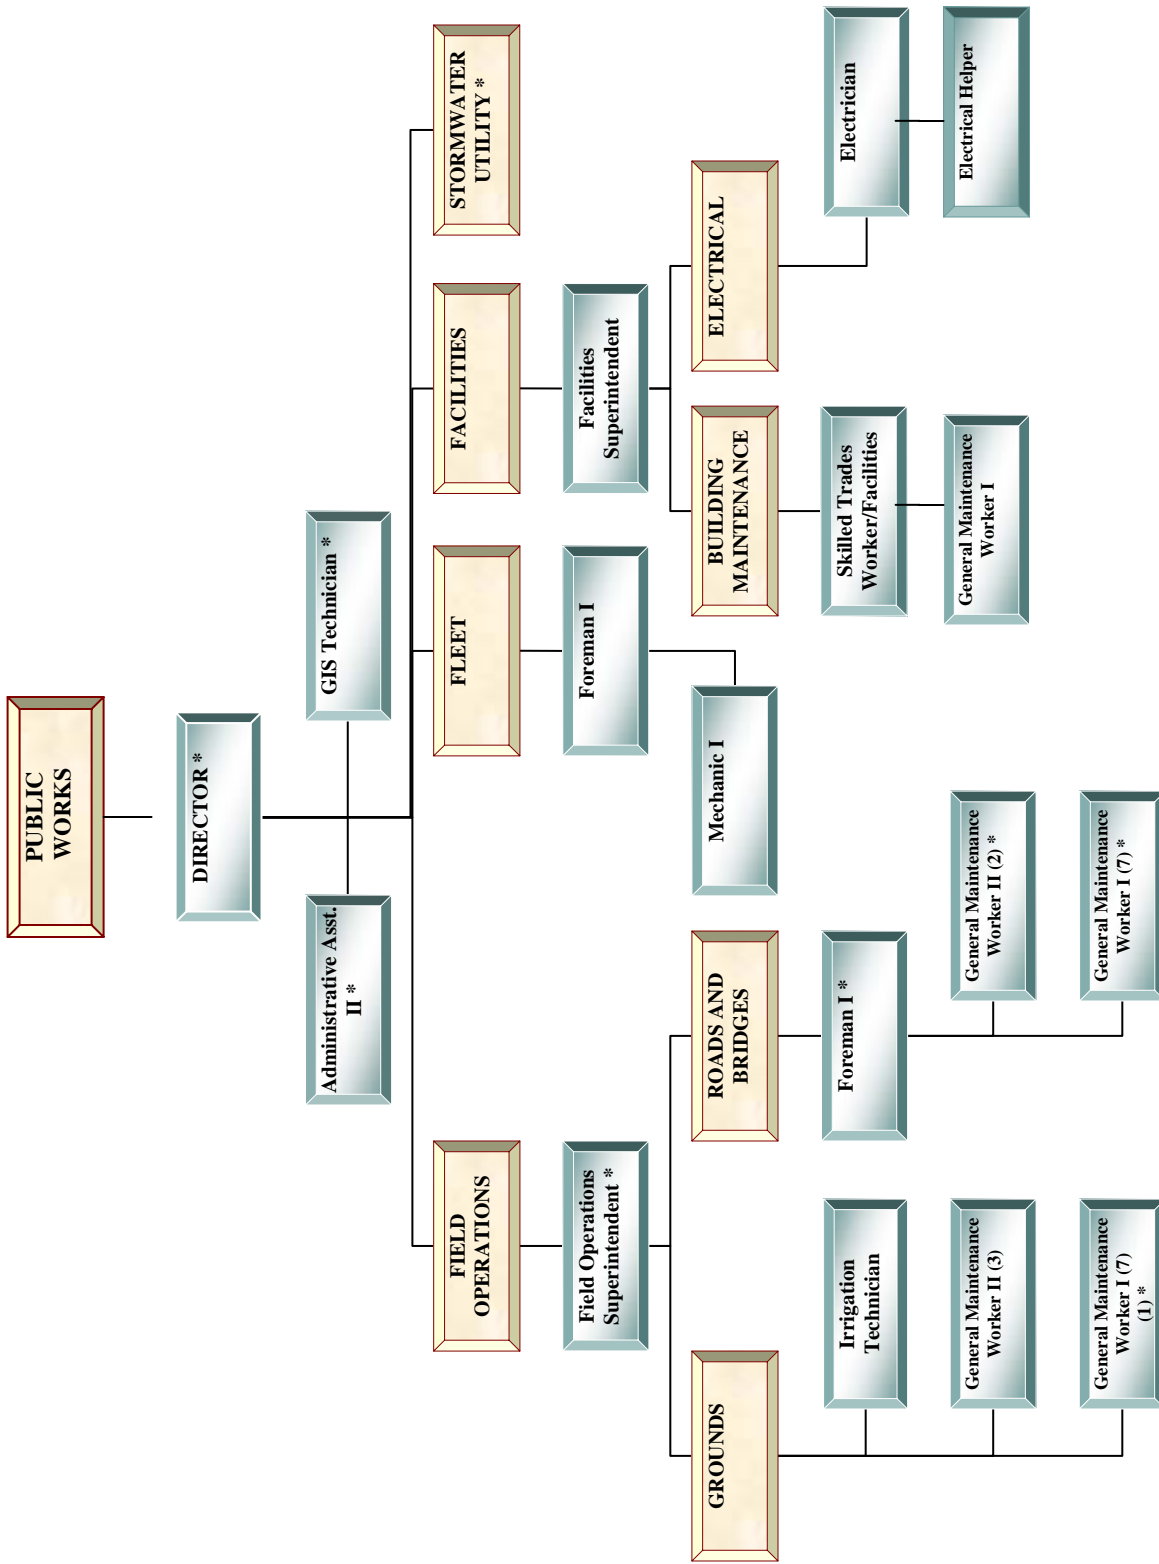 PUBLIC
WORKS
DIRECTOR *
Administrative Asst.
II *
GIS Technician *
FIELD
OPERATIONS
FLEET
FACILITIES
STORMWATER
UTILITY *
Field Operations
Superintendent *
Foreman I
Facilities
Superintendent
GROUNDS
ROADS AND
BRIDGES
Mechanic I
BUILDING
MAINTENANCE
ELECTRICAL
Irrigation
Technician
Foreman I *
Skilled Trades
Worker/Facilities
Electrician
General Maintenance
Worker II (3)
General Maintenance
Worker II (2) *
General Maintenance
Worker I
Electrical Helper
General Maintenance
Worker I (7)
(1) *
General Maintenance
Worker I (7) *